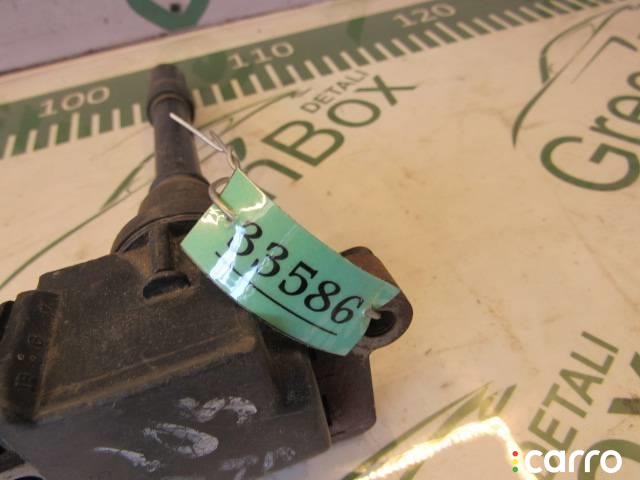 100
110
120
DETALI
nBox
Gree
33586
DETALI
carro